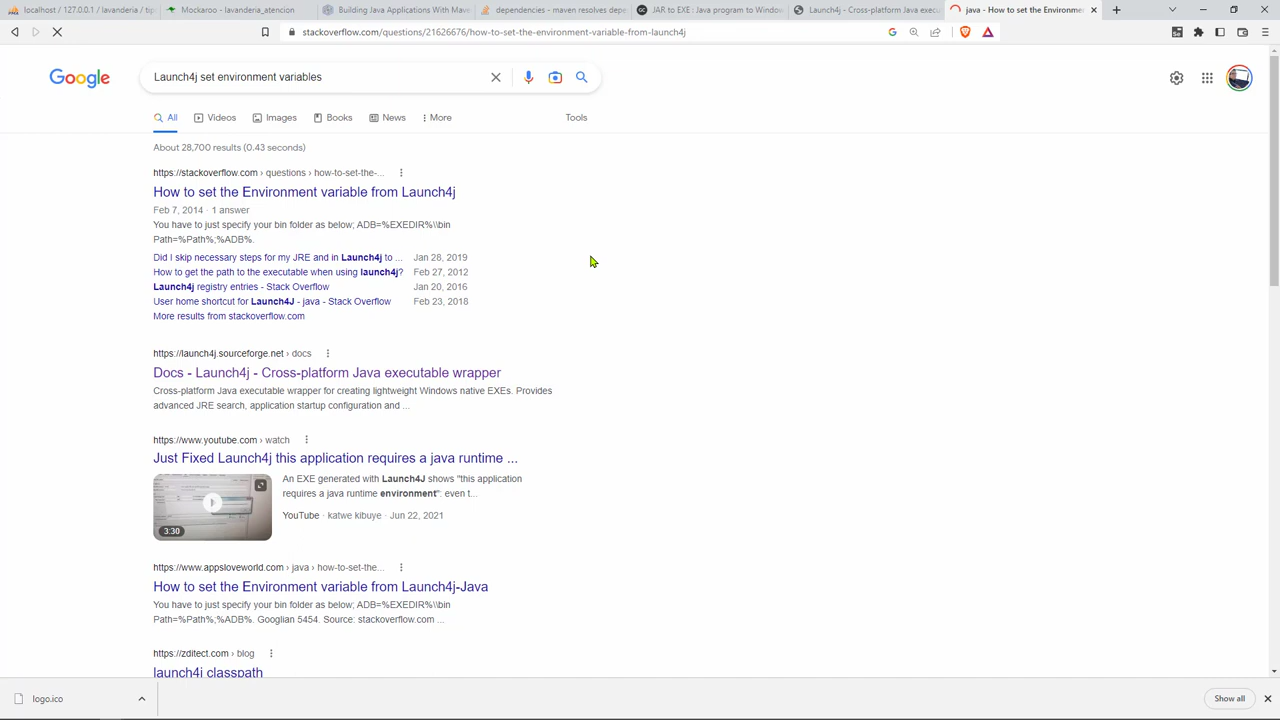 localhost / 127.0.0.1 / lavanderia / tip
Mockaroo - lavanderia_atencion
Building Java Applications With Mave
dependencies - maven resolves depe
JAR to EXE : Java program to Window
Launch4j - Cross-platform Java execu
java - How to set the Environme
stackoverflow.com/questions/21626676/how-to-set-the-environment-variable-from-launch4j
Google
Launch4j set environment variables
All
Videos
Images
Books
News
More
Tools
About 28,700 results (0.43 seconds)
https://stackoverflow.com › questions › how-to-set-the-...
How to set the Environment variable from Launch4j
Feb 7, 2014 · 1 answer
You have to just specify your bin folder as below; ADB=%EXEDIR%\\bin
Path=%Path%;%ADB%.
Did I skip necessary steps for my JRE and in Launch4j to ... Jan 28, 2019
How to get the path to the executable when using launch4j? Feb 27, 2012
Launch4j registry entries - Stack Overflow Jan 20, 2016
User home shortcut for Launch4J - java - Stack Overflow Feb 23, 2018
More results from stackoverflow.com
https://launch4j.sourceforge.net › docs
Docs - Launch4j - Cross-platform Java executable wrapper
Cross-platform Java executable wrapper for creating lightweight Windows native EXEs. Provides
advanced JRE search, application startup configuration and ...
https://www.youtube.com › watch
Just Fixed Launch4j this application requires a java runtime ...
An EXE generated with Launch4J shows "this application
requires a java runtime environment": even t...
YouTube · katwe kibuye · Jun 22, 2021
3:30
https://www.appsloveworld.com › java › how-to-set-the...
How to set the Environment variable from Launch4j-Java
You have to just specify your bin folder as below; ADB=%EXEDIR%\\bin
Path=%Path%;%ADB%. Googlian 5454. Source: stackoverflow.com ...
https://zditect.com › blog
launch4j classpath
logo.ico
Show all